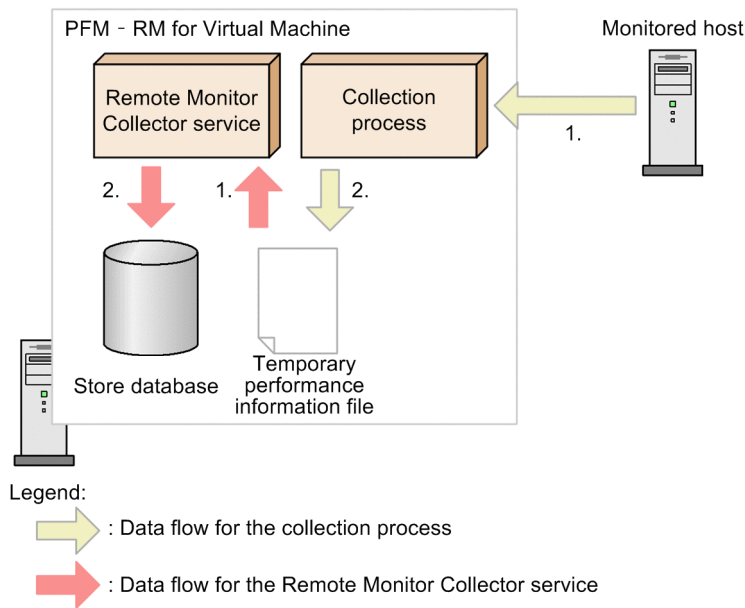 PFM - RM for Virtual Machine
Monitored host
Remote Monitor
Collector service
Collection
process
1.
2.
1.
2.
Store database
Temporary
performance
information file
Legend:
: Data flow for the collection process
: Data flow for the Remote Monitor Collector service